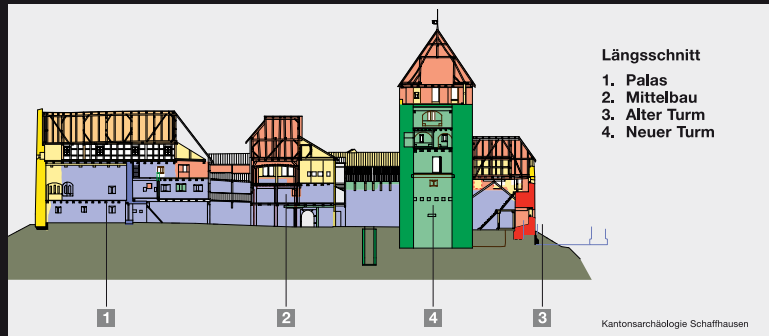 Längsschnitt
1. Palas
2. Mittelbau
3. Alter Turm
4. Neuer Turm
1 2 4 3
Kantonsarchäologie Schaffhausen